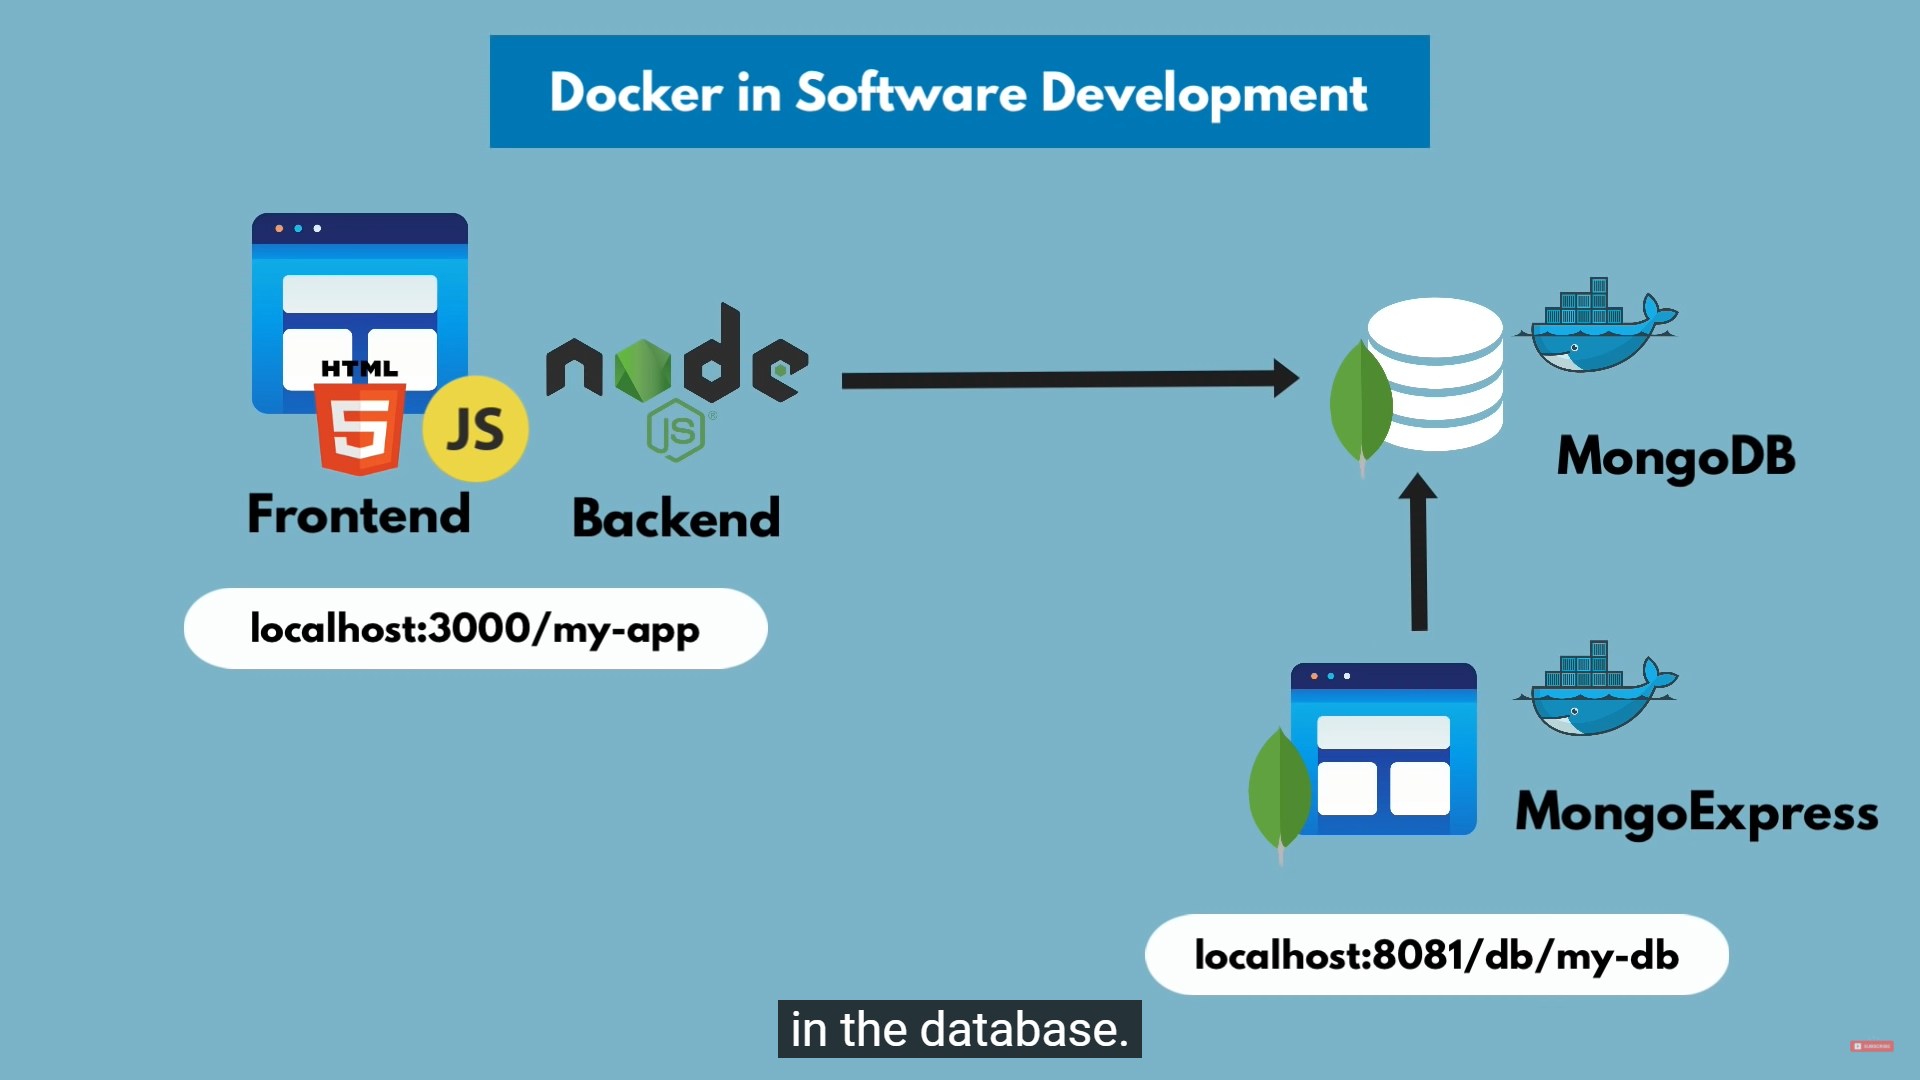 Docker in Software Development
HTML
JS
node
JS
Frontend
Backend
MongoDB
localhost:3000/my-app
MongoExpress
localhost:8081/db/my-db
in the database.
SUBSCRIBE